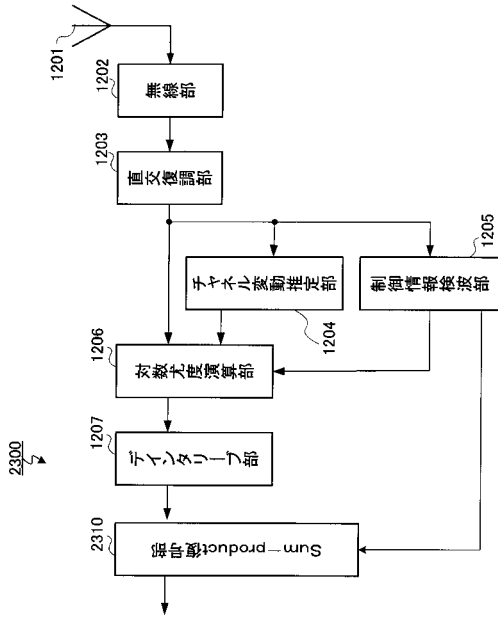 2300
1201
1202
無線部
1203
直交復調部
チャネル変動推定部
1204
制御情報検波部
1205
1206
対数尤度演算部
1207
デインタリーブ部
2310
Sum-product復号部